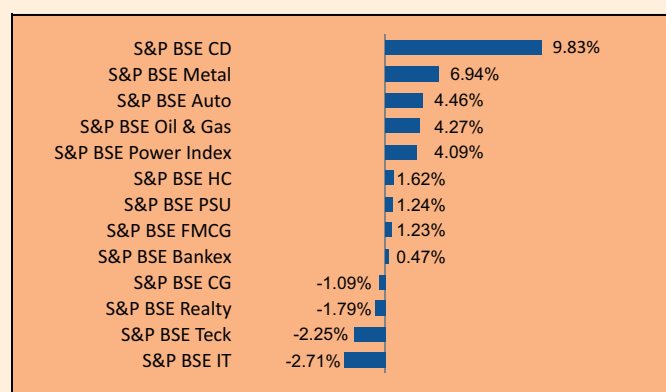 S&P BSE CD 9.83%
S&P BSE Metal 6.94%
S&P BSE Auto 4.46%
S&P BSE Oil & Gas 4.27%
S&P BSE Power Index 4.09%
S&P BSE HC 1.62%
S&P BSE PSU 1.24%
S&P BSE FMCG 1.23%
S&P BSE Bankex 0.47%
S&P BSE CG -1.09%
S&P BSE Realty -1.79%
S&P BSE Teck -2.25%
S&P BSE IT -2.71%